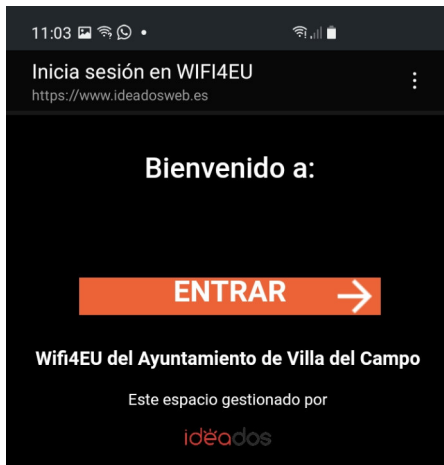 11:03
Inicia sesión en WIFI4EU
https://www.ideadosweb.es
Bienvenido a:
ENTRAR
Wifi4EU del Ayuntamiento de Villa del Campo
Este espacio gestionado por
ideados